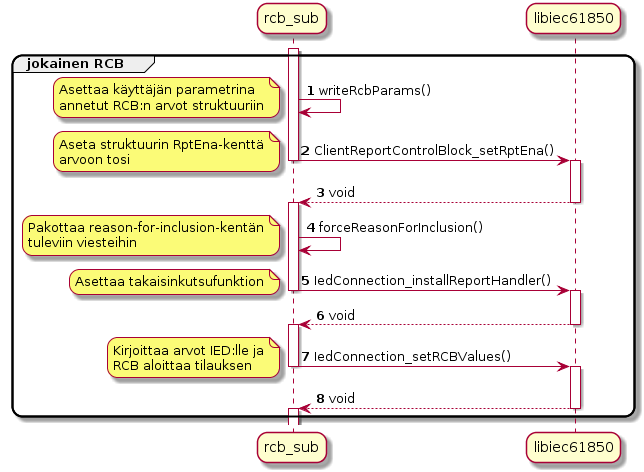 rcb_sub
libiec61850
jokainen RCB
Asettaa käyttäjän parametrina
annetut RCB:n arvot struktuuriin
1 writeRcbParams()
Aseta struktuurin RptEna-kenttä
arvoon tosi
2 ClientReportControlBlock_setRptEna()
3 void
Pakottaa reason-for-inclusion-kentän
tuleviin viesteihin
4 forceReasonForInclusion()
Asettaa takaisinkutsufunktion
5 IedConnection_installReportHandler()
6 void
Kirjoittaa arvot IED:lle ja
RCB aloittaa tilauksen
7 IedConnection_setRCBValues()
8 void
rcb_sub
libiec61850